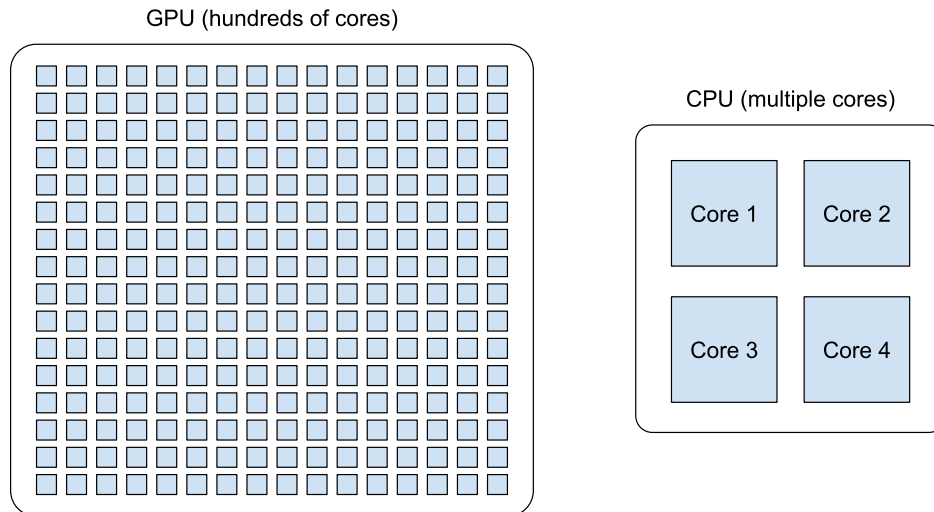 GPU (hundreds of cores)
CPU (multiple cores)
Core 1
Core 2
Core 3
Core 4